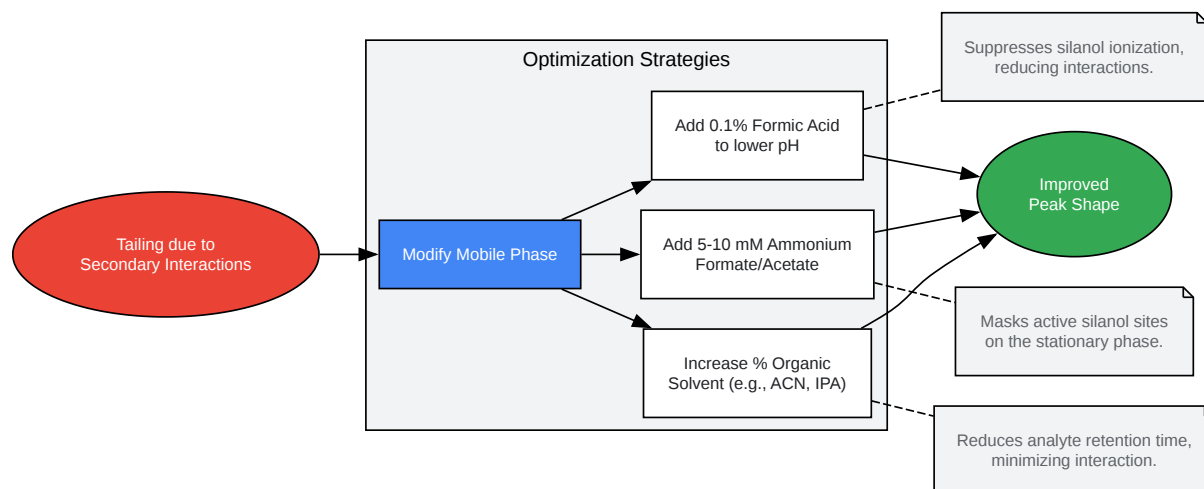 Optimization Strategies
Tailing due to
Secondary Interactions
Modify Mobile Phase
Add 0.1% Formic Acid
to lower pH
Add 5-10 mM Ammonium
Formate/Acetate
Increase % Organic
Solvent (e.g., ACN, IPA)
Suppresses silanol ionization,
reducing interactions.
Improved
Peak Shape
Masks active silanol sites
on the stationary phase.
Reduces analyte retention time,
minimizing interaction.